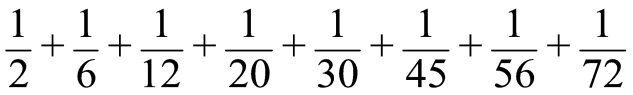 1/2 + 1/6 + 1/12 + 1/20 + 1/30 + 1/45 + 1/56 + 1/72